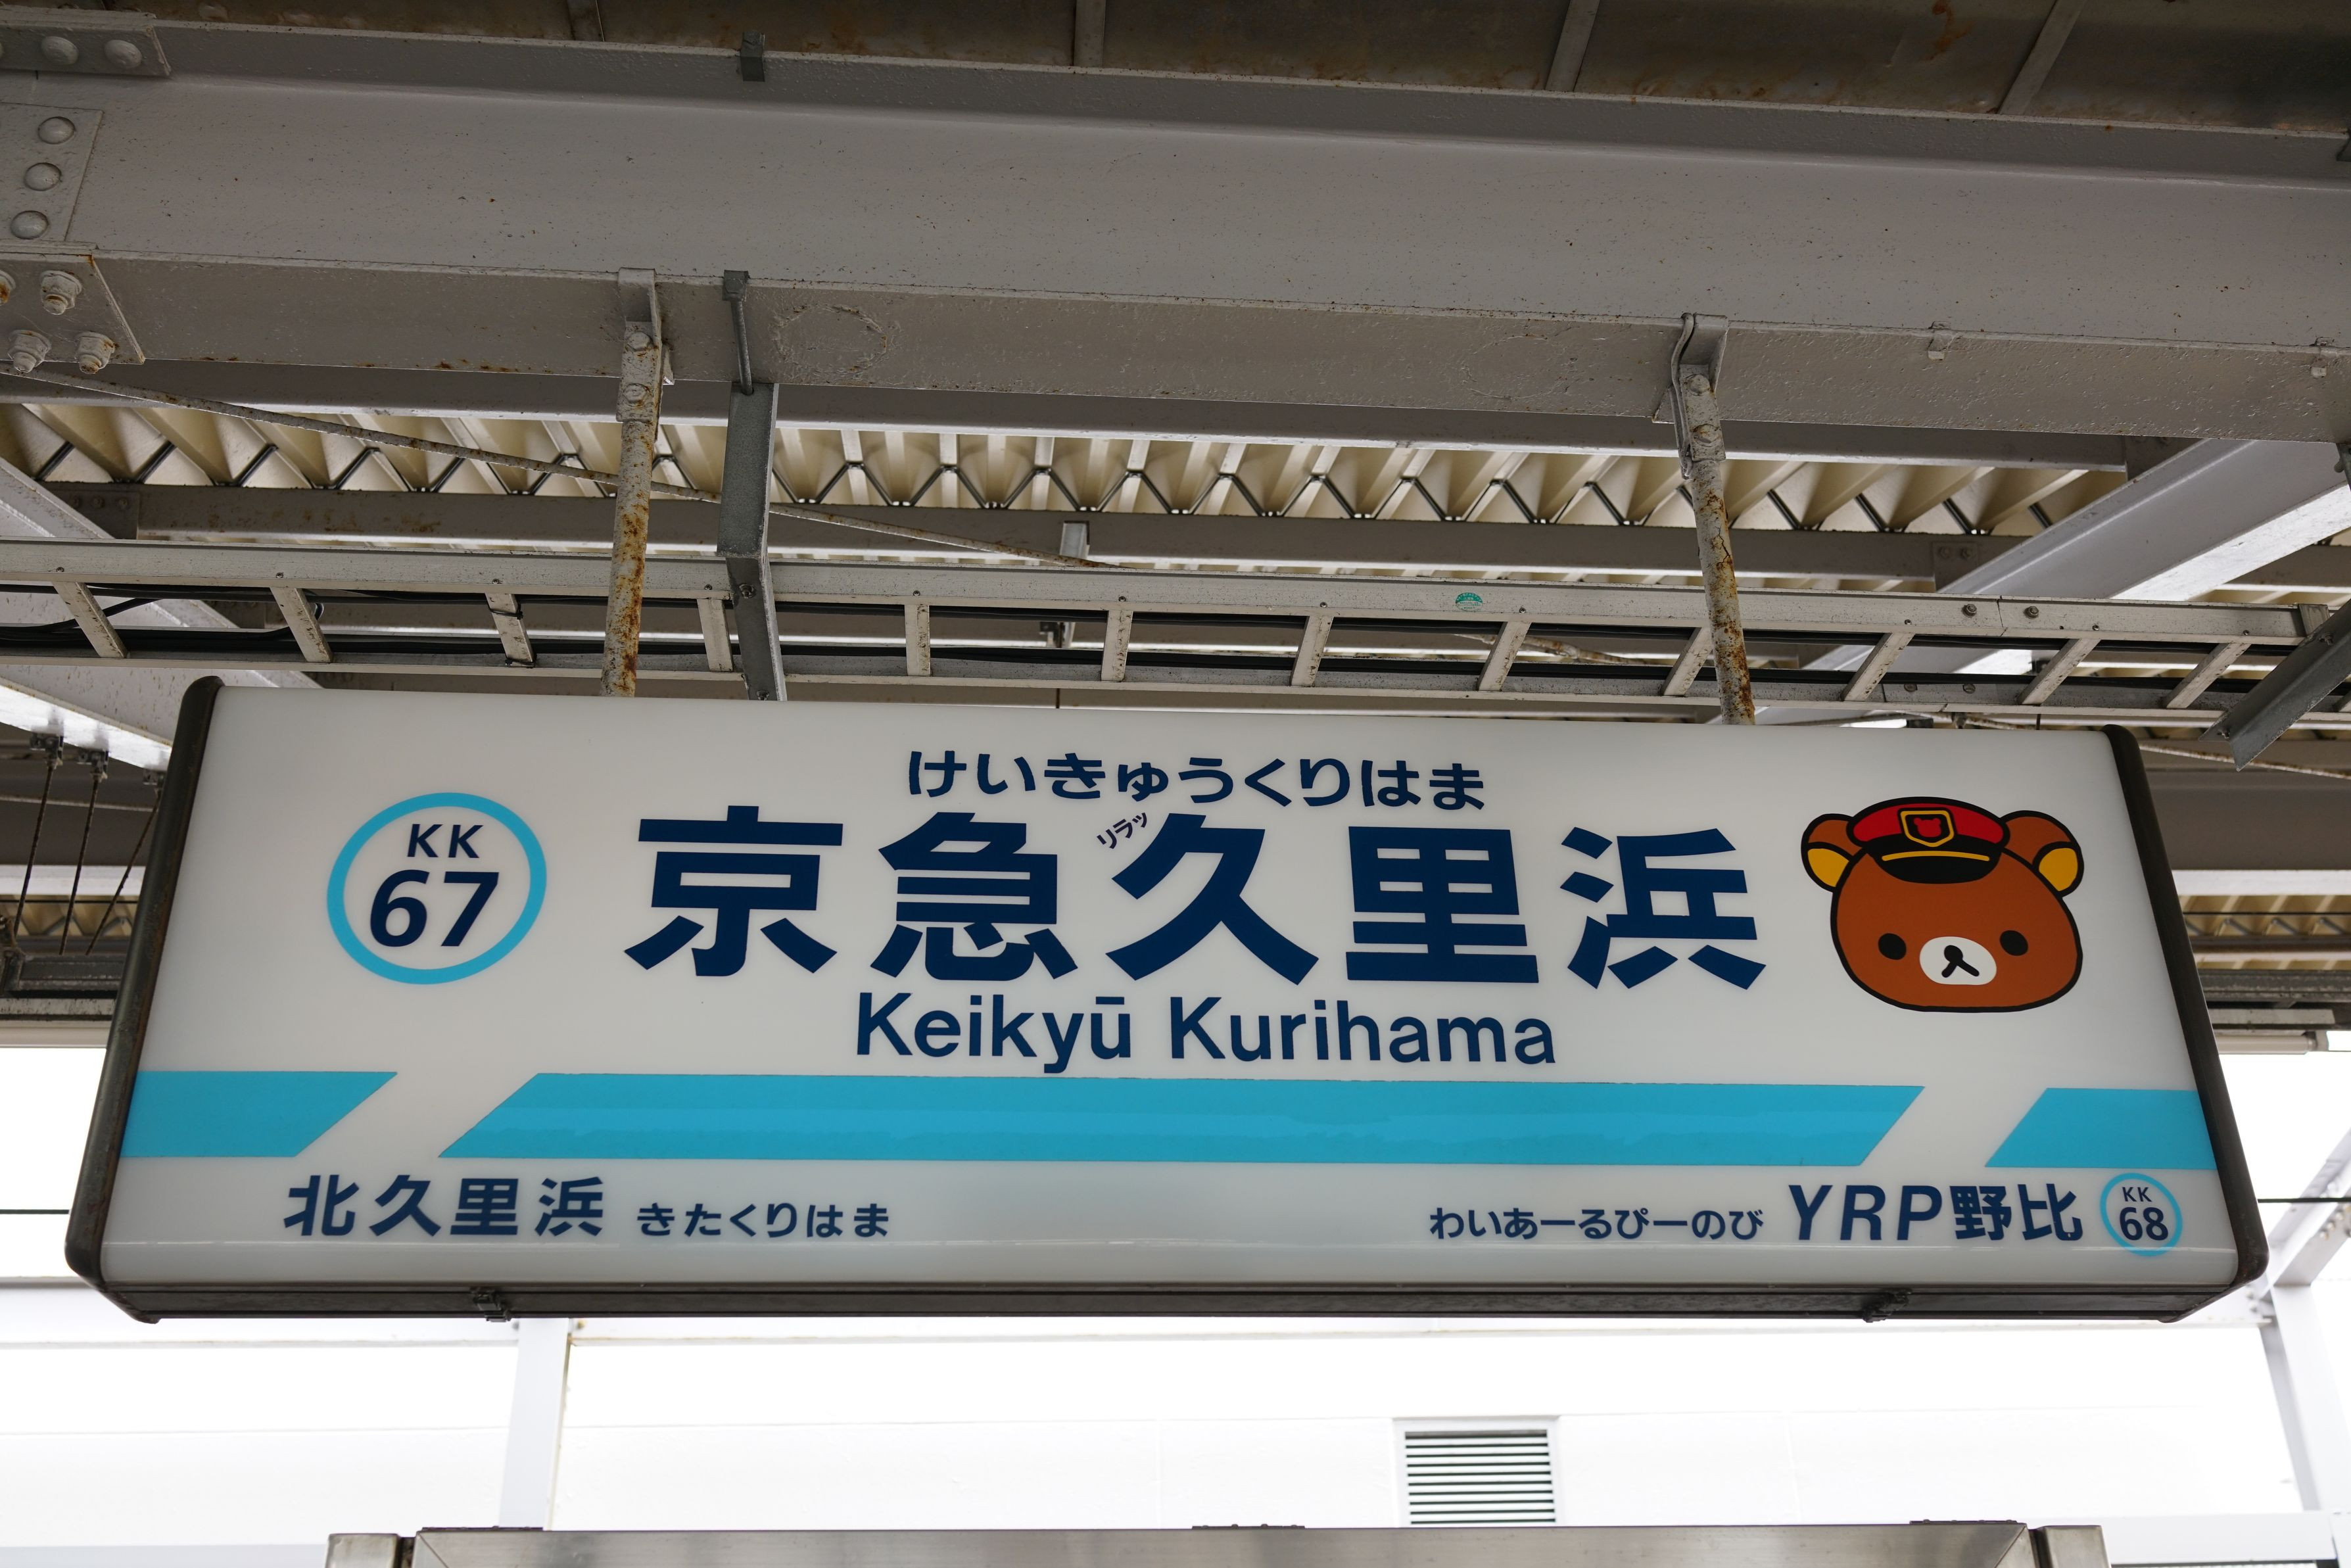 けいきゅうくりはま
KK
67
リラッ
京急久里浜
Keikyū Kurihama
北久里浜 きたくりはま
わいあーるぴーのび YRP野比
KK
68